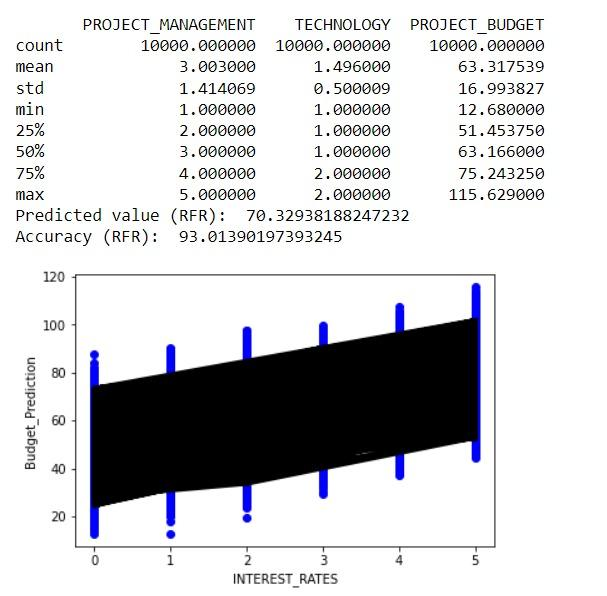 PROJECT_MANAGEMENT TECHNOLOGY PROJECT_BUDGET
count 10000.000000 10000.000000 10000.000000
mean 3.003000 1.496000 63.317539
std 1.414069 0.500009 16.993827
min 1.000000 1.000000 12.680000
25% 2.000000 1.000000 51.453750
50% 3.000000 1.000000 63.166000
75% 4.000000 2.000000 75.243250
max 5.000000 2.000000 115.629000
Predicted value (RFR): 70.32938188247232
Accuracy (RFR): 93.01390197393245
120
100
80
60
40
20
Budget_Prediction
0 1 2 3 4 5
INTEREST_RATES